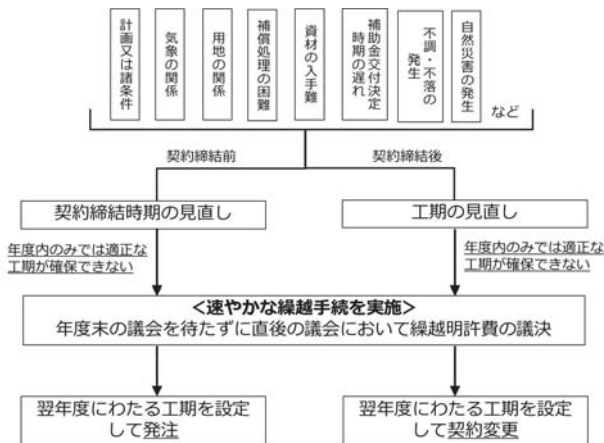 計画又は諸条件
気象の関係
用地の関係
補償処理の困難
資材の入手難
補助金交付決定
時期の遅れ
不調・不落の
発生
自然災害の発生
など
契約締結前
契約締結後
契約締結時期の見直し
工期の見直し
年度内のみでは適正な
工期が確保できない
年度内のみでは適正な
工期が確保できない
<速やかな繰越手続を実施>
年度末の議会を待たずに直後の議会において繰越明許費の議決
翌年度にわたる工期を設定
して発注
翌年度にわたる工期を設定
して契約変更